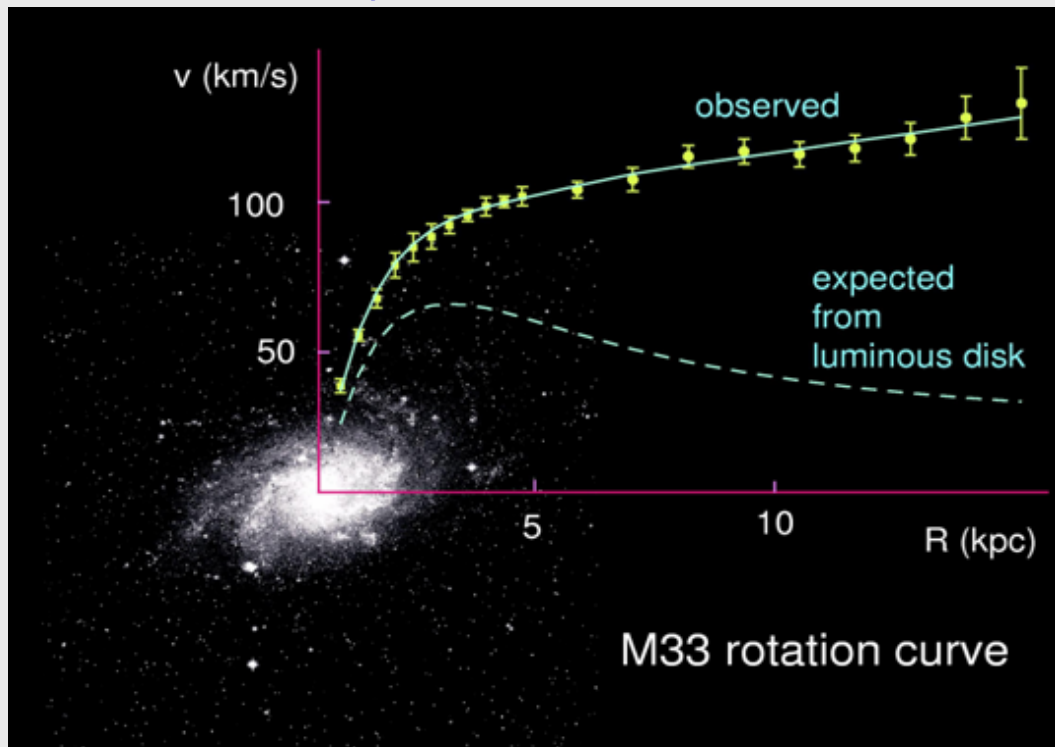 v (km/s)
observed
100
expected
from
luminous disk
50
5
10
R (kpc)
M33 rotation curve